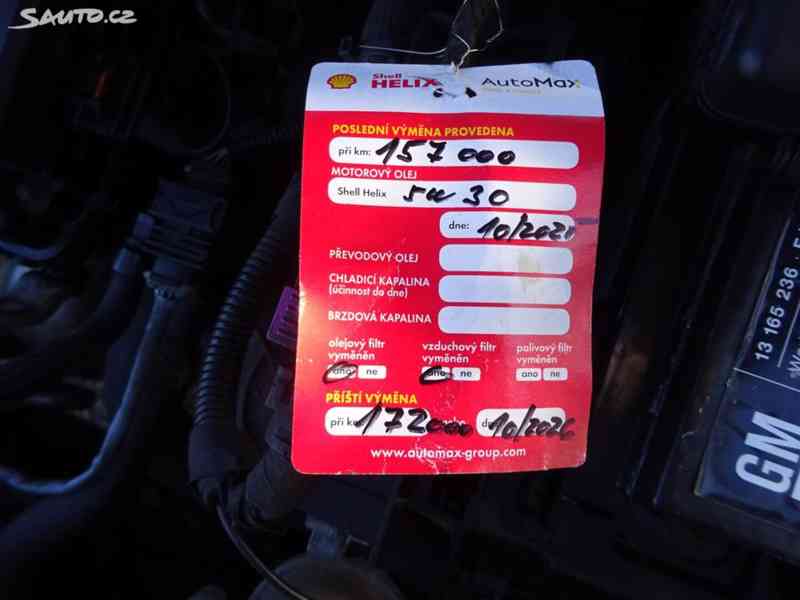 SAUTO.CZ
Shell
HELIX
AutoMax
POSLEDNÍ VÝMĚNA PROVEDENA
při km: 157 000
MOTOROVÝ OLEJ
Shell Helix 5w 30
dne: 10/2025
PŘEVODOVÝ OLEJ
CHLADICÍ KAPALINA
(účinnost do dne)
BRZDOVÁ KAPALINA
olejový filtr vyměněn
ano ne
vzduchový filtr vyměněn
ano ne
palivový filtr vyměněn
ano ne
PŘÍŠTÍ VÝMĚNA
při km 172000 d 10/2026
www.automax-group.com
13 165 236
GM